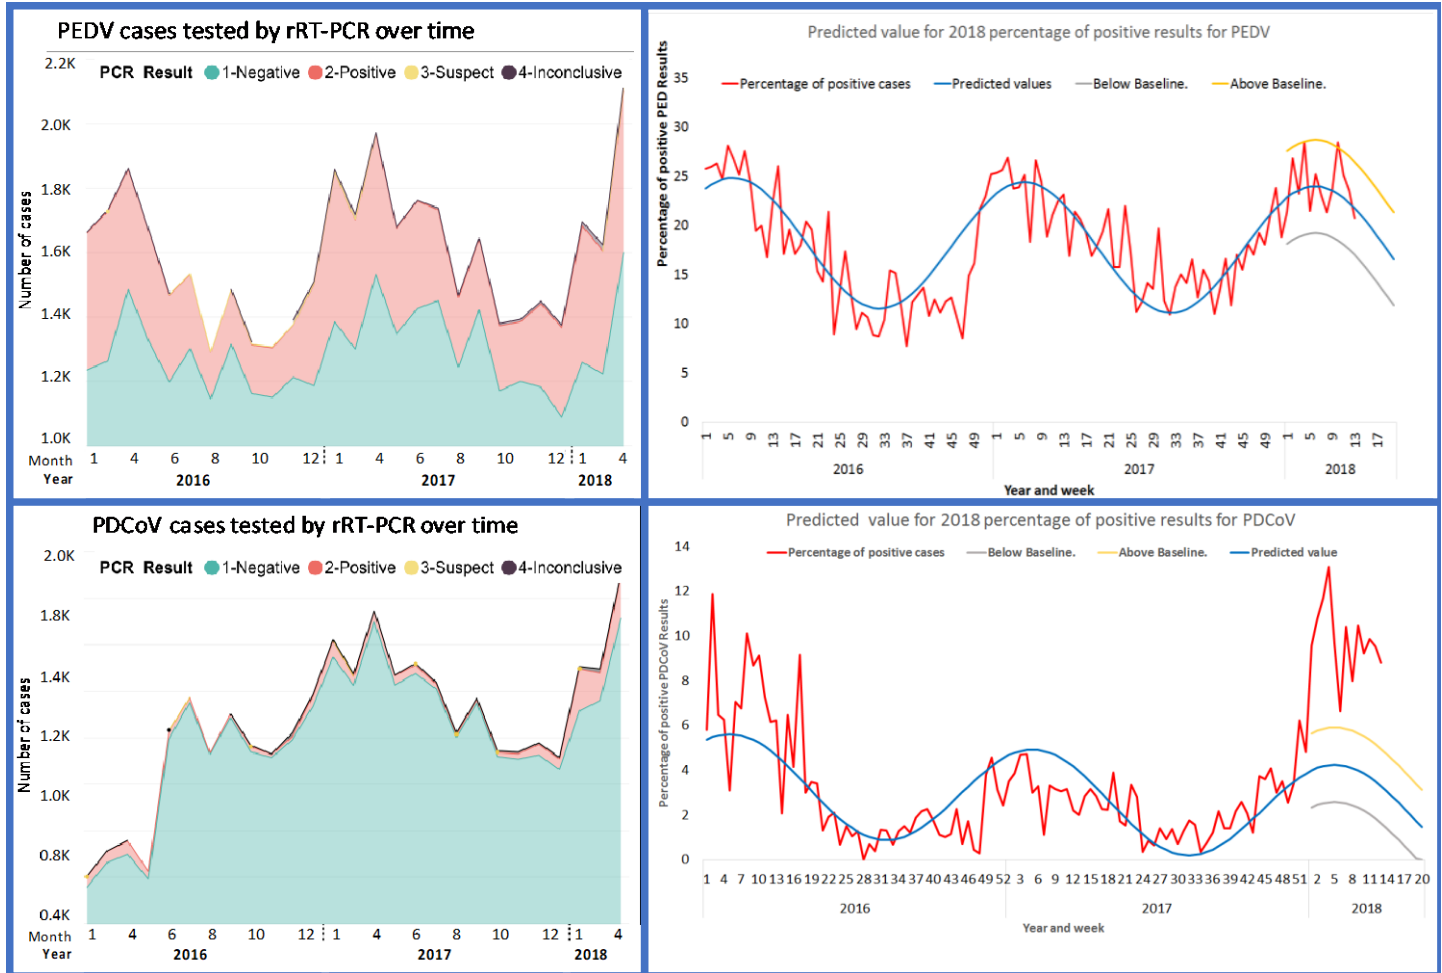 PEDV cases tested by rRT-PCR over time
2.2K
PCR Result 1-Negative 2-Positive 3-Suspect 4-Inconclusive
2.0K
1.8K
1.6K
1.4K
1.2K
1.0K
Number of cases
Month 1 4 6 8 10 12 1 4 6 8 10 12 1 4
Year 2016 2017 2018
Predicted value for 2018 percentage of positive results for PEDV
Percentage of positive PED Results
35
Percentage of positive cases Predicted values Below Baseline. Above Baseline.
30
25
20
15
10
5
0
1 5 9 13 17 21 25 29 33 37 41 45 49 1 5 9 13 17 21 25 29 33 37 41 45 49 1 5 9 13 17
2016 2017 2018
Year and week
PDCoV cases tested by rRT-PCR over time
2.0K
PCR Result 1-Negative 2-Positive 3-Suspect 4-Inconclusive
1.8K
1.4K
1.2K
1.0K
0.8K
0.4K
Number of cases
Month 1 4 6 8 10 12 1 4 6 8 10 12 1 4
Year 2016 2017 2018
Predicted value for 2018 percentage of positive results for PDCoV
14
Percentage of positive cases Below Baseline. Above Baseline. Predicted value
12
10
8
6
4
2
0
Percentage of positive PDCoV Results
1 4 7 10 13 16 19 22 25 28 31 34 37 40 43 46 49 52 3 6 9 12 15 18 21 24 27 30 33 36 39 42 45 48 51 2 5 8 11 14 17 20
2016 2017 2018
Year and week